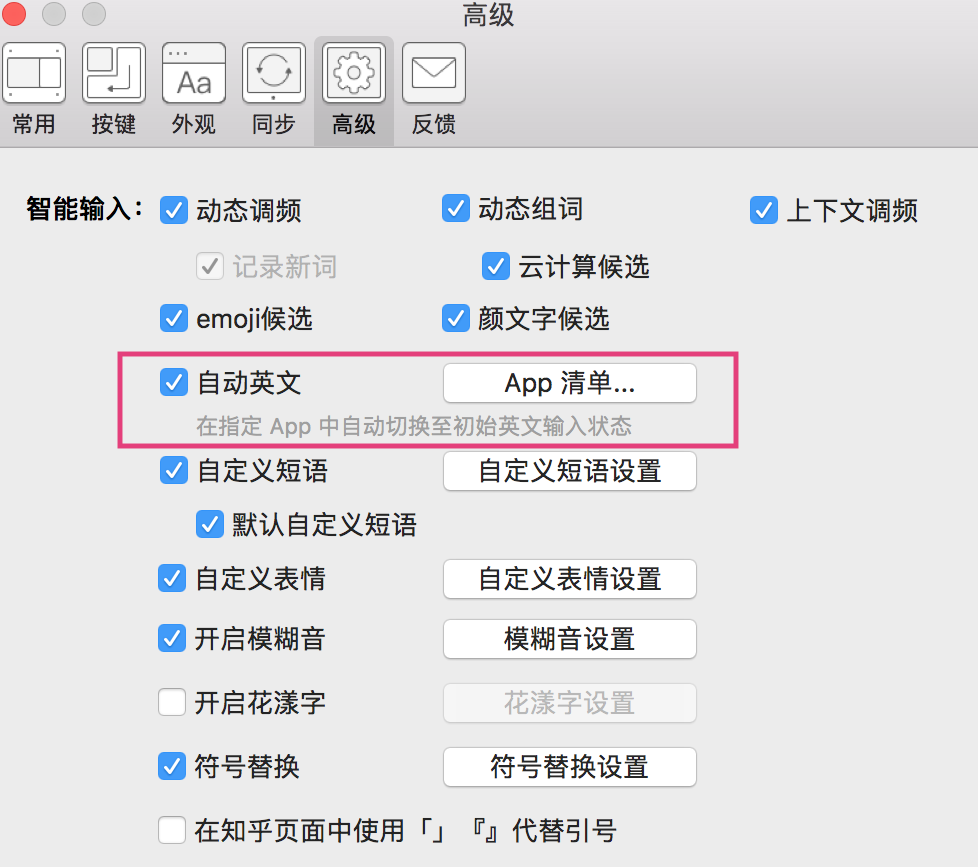 高级
Aa
常用 按键 外观 同步 高级 反馈
智能输入: 动态调频 动态组词 上下文调频
记录新词 云计算候选
emoji候选 颜文字候选
自动英文 App 清单...
在指定 App 中自动切换至初始英文输入状态
自定义短语 自定义短语设置
默认自定义短语
自定义表情 自定义表情设置
开启模糊音 模糊音设置
开启花漾字 花漾字设置
符号替换 符号替换设置
在知乎页面中使用「」『』代替引号